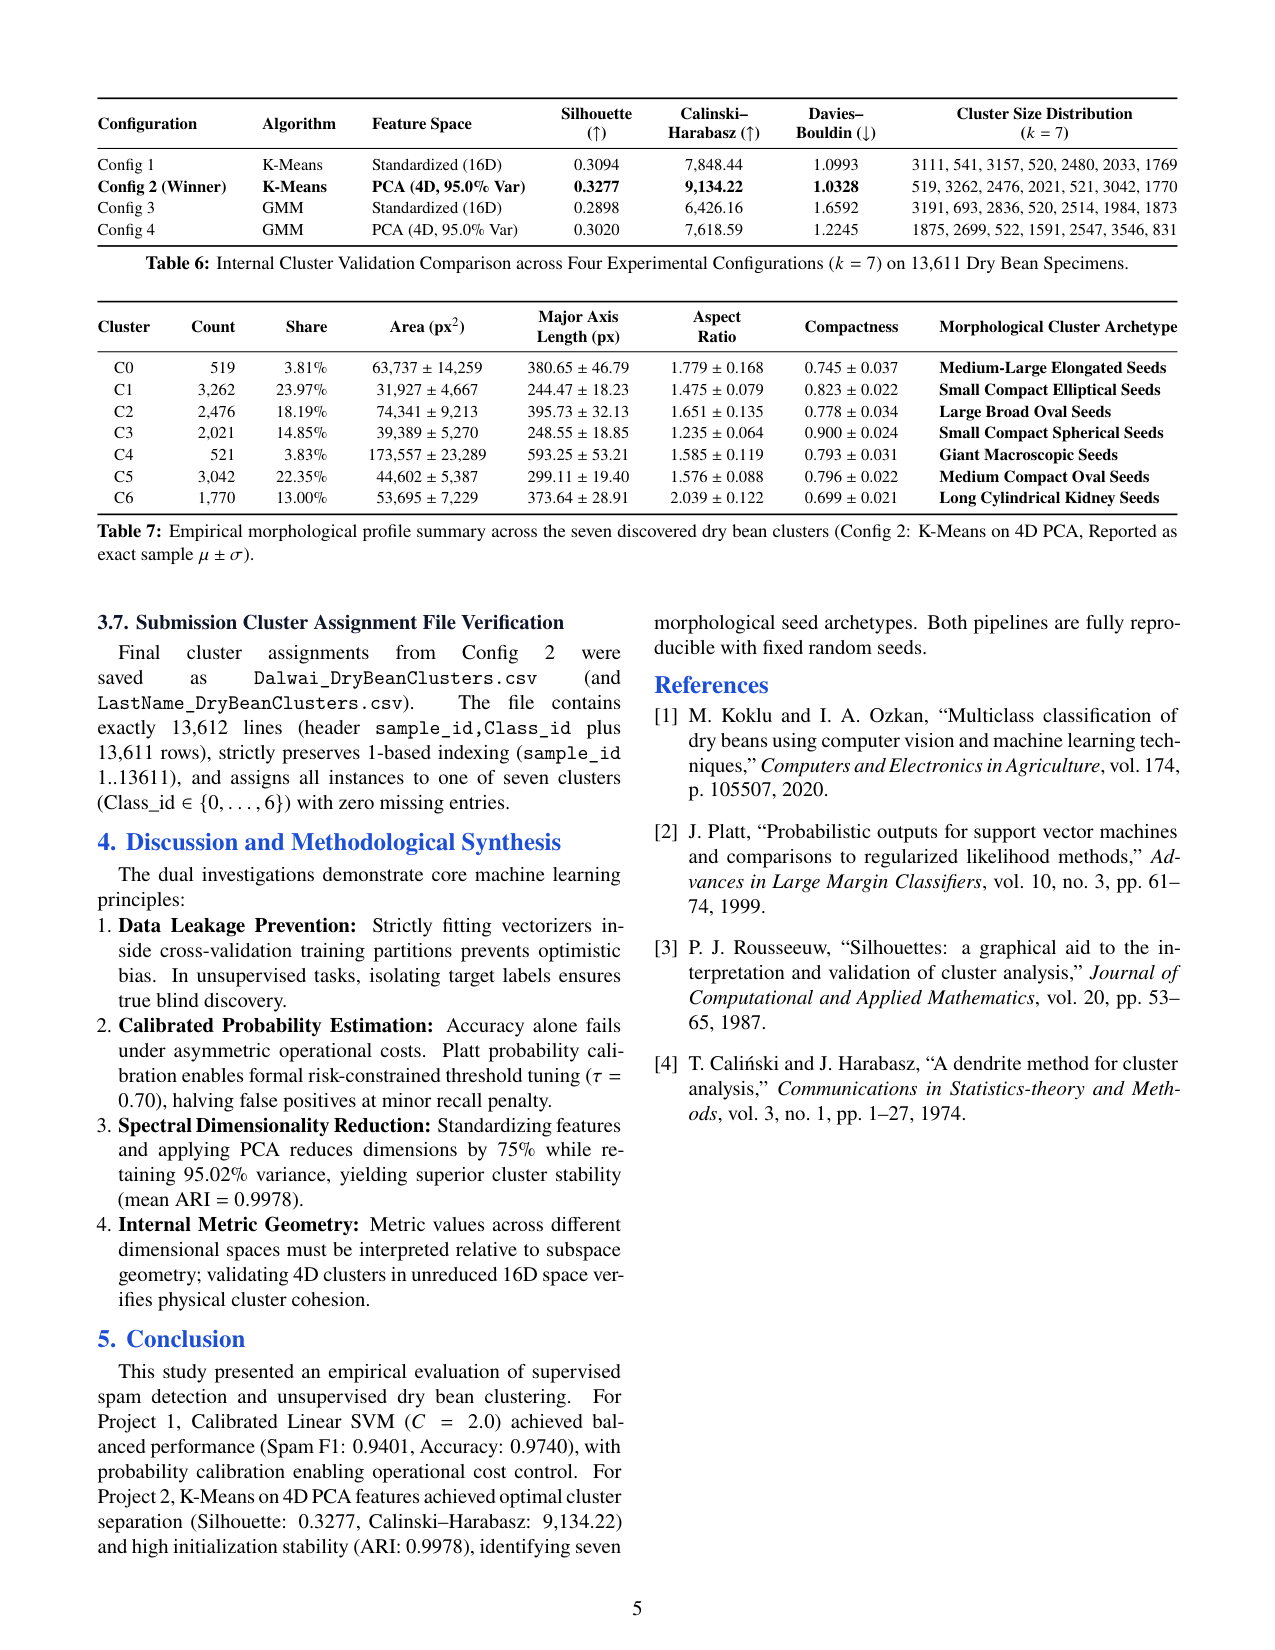 Configuration Algorithm Feature Space Silhouette (↑) Calinski–Harabasz (↑) Davies–Bouldin (↓) Cluster Size Distribution (k = 7)
Config 1 K-Means Standardized (16D) 0.3094 7,848.44 1.0993 3111, 541, 3157, 520, 2480, 2033, 1769
Config 2 (Winner) K-Means PCA (4D, 95.0% Var) 0.3277 9,134.22 1.0328 519, 3262, 2476, 2021, 521, 3042, 1770
Config 3 GMM Standardized (16D) 0.2898 6,426.16 1.6592 3191, 693, 2836, 520, 2514, 1984, 1873
Config 4 GMM PCA (4D, 95.0% Var) 0.3020 7,618.59 1.2245 1875, 2699, 522, 1591, 2547, 3546, 831
Table 6: Internal Cluster Validation Comparison across Four Experimental Configurations (k = 7) on 13,611 Dry Bean Specimens.
Cluster Count Share Area (px²) Major Axis Length (px) Aspect Ratio Compactness Morphological Cluster Archetype
C0 519 3.81% 63,737 ± 14,259 380.65 ± 46.79 1.779 ± 0.168 0.745 ± 0.037 Medium-Large Elongated Seeds
C1 3,262 23.97% 31,927 ± 4,667 244.47 ± 18.23 1.475 ± 0.079 0.823 ± 0.022 Small Compact Elliptical Seeds
C2 2,476 18.19% 74,341 ± 9,213 395.73 ± 32.13 1.651 ± 0.135 0.778 ± 0.034 Large Broad Oval Seeds
C3 2,021 14.85% 39,389 ± 5,270 248.55 ± 18.85 1.235 ± 0.064 0.900 ± 0.024 Small Compact Spherical Seeds
C4 521 3.83% 173,557 ± 23,289 593.25 ± 53.21 1.585 ± 0.119 0.793 ± 0.031 Giant Macroscopic Seeds
C5 3,042 22.35% 44,602 ± 5,387 299.11 ± 19.40 1.576 ± 0.088 0.796 ± 0.022 Medium Compact Oval Seeds
C6 1,770 13.00% 53,695 ± 7,229 373.64 ± 28.91 2.039 ± 0.122 0.699 ± 0.021 Long Cylindrical Kidney Seeds
Table 7: Empirical morphological profile summary across the seven discovered dry bean clusters (Config 2: K-Means on 4D PCA, Reported as
exact sample μ ± σ).
3.7. Submission Cluster Assignment File Verification
Final cluster assignments from Config 2 were
saved as Dalwai_DryBeanClusters.csv (and
LastName_DryBeanClusters.csv). The file contains
exactly 13,612 lines (header sample_id,Class_id plus
13,611 rows), strictly preserves 1-based indexing (sample_id
1..13611), and assigns all instances to one of seven clusters
(Class_id ∈ {0, . . . , 6}) with zero missing entries.
4. Discussion and Methodological Synthesis
The dual investigations demonstrate core machine learning
principles:
1. Data Leakage Prevention: Strictly fitting vectorizers in-
side cross-validation training partitions prevents optimistic
bias. In unsupervised tasks, isolating target labels ensures
true blind discovery.
2. Calibrated Probability Estimation: Accuracy alone fails
under asymmetric operational costs. Platt probability cali-
bration enables formal risk-constrained threshold tuning (τ =
0.70), halving false positives at minor recall penalty.
3. Spectral Dimensionality Reduction: Standardizing features
and applying PCA reduces dimensions by 75% while re-
taining 95.02% variance, yielding superior cluster stability
(mean ARI = 0.9978).
4. Internal Metric Geometry: Metric values across different
dimensional spaces must be interpreted relative to subspace
geometry; validating 4D clusters in unreduced 16D space ver-
ifies physical cluster cohesion.
5. Conclusion
This study presented an empirical evaluation of supervised
spam detection and unsupervised dry bean clustering. For
Project 1, Calibrated Linear SVM (C = 2.0) achieved bal-
anced performance (Spam F1: 0.9401, Accuracy: 0.9740), with
probability calibration enabling operational cost control. For
Project 2, K-Means on 4D PCA features achieved optimal cluster
separation (Silhouette: 0.3277, Calinski–Harabasz: 9,134.22)
and high initialization stability (ARI: 0.9978), identifying seven
morphological seed archetypes. Both pipelines are fully repro-
ducible with fixed random seeds.
References
[1] M. Koklu and I. A. Ozkan, “Multiclass classification of
dry beans using computer vision and machine learning tech-
niques,” Computers and Electronics in Agriculture, vol. 174,
p. 105507, 2020.
[2] J. Platt, “Probabilistic outputs for support vector machines
and comparisons to regularized likelihood methods,” Ad-
vances in Large Margin Classifiers, vol. 10, no. 3, pp. 61–
74, 1999.
[3] P. J. Rousseeuw, “Silhouettes: a graphical aid to the in-
terpretation and validation of cluster analysis,” Journal of
Computational and Applied Mathematics, vol. 20, pp. 53–
65, 1987.
[4] T. Caliński and J. Harabasz, “A dendrite method for cluster
analysis,” Communications in Statistics-theory and Meth-
ods, vol. 3, no. 1, pp. 1–27, 1974.
5